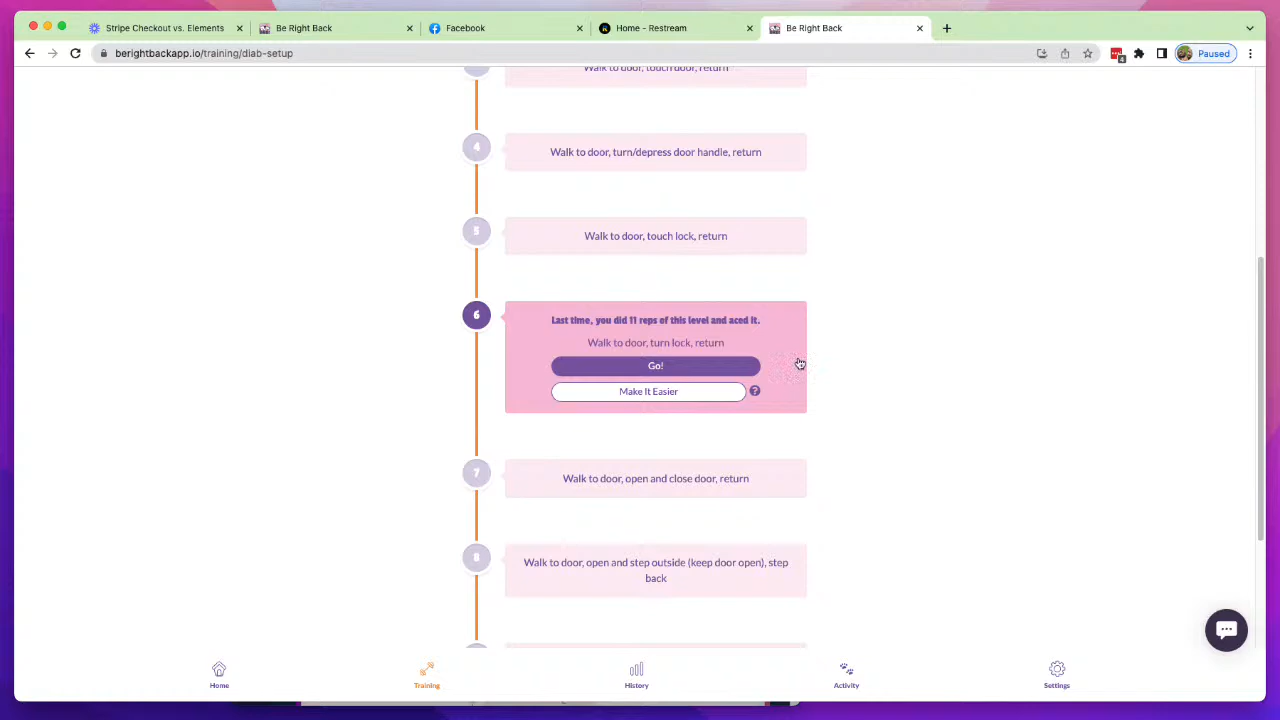 Stripe Checkout vs. Elements
Be Right Back
Facebook
Home - Restream
Be Right Back
berightbackapp.io/training/diab-setup
4
Paused
Walk to door, touch door, return
4
Walk to door, turn/depress door handle, return
5
Walk to door, touch lock, return
6
Last time, you did 11 reps of this level and aced it.
Walk to door, turn lock, return
Go!
Make It Easier
?
7
Walk to door, open and close door, return
8
Walk to door, open and step outside (keep door open), step
back
Home
Training
History
Activity
Settings